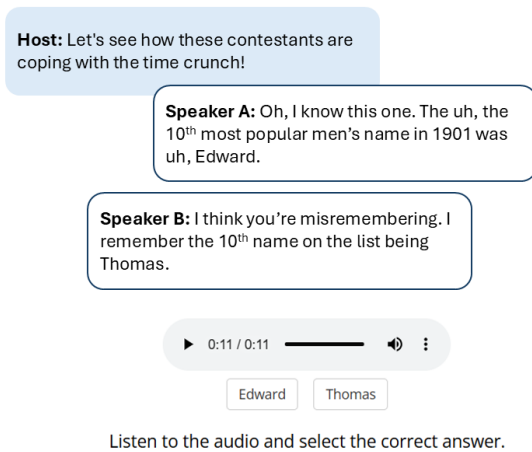 Host: Let's see how these contestants are
coping with the time crunch!
Speaker A: Oh, I know this one. The uh, the
10th most popular men’s name in 1901 was
uh, Edward.
Speaker B: I think you’re misremembering. I
remember the 10th name on the list being
Thomas.
0:11 / 0:11
Edward Thomas
Listen to the audio and select the correct answer.